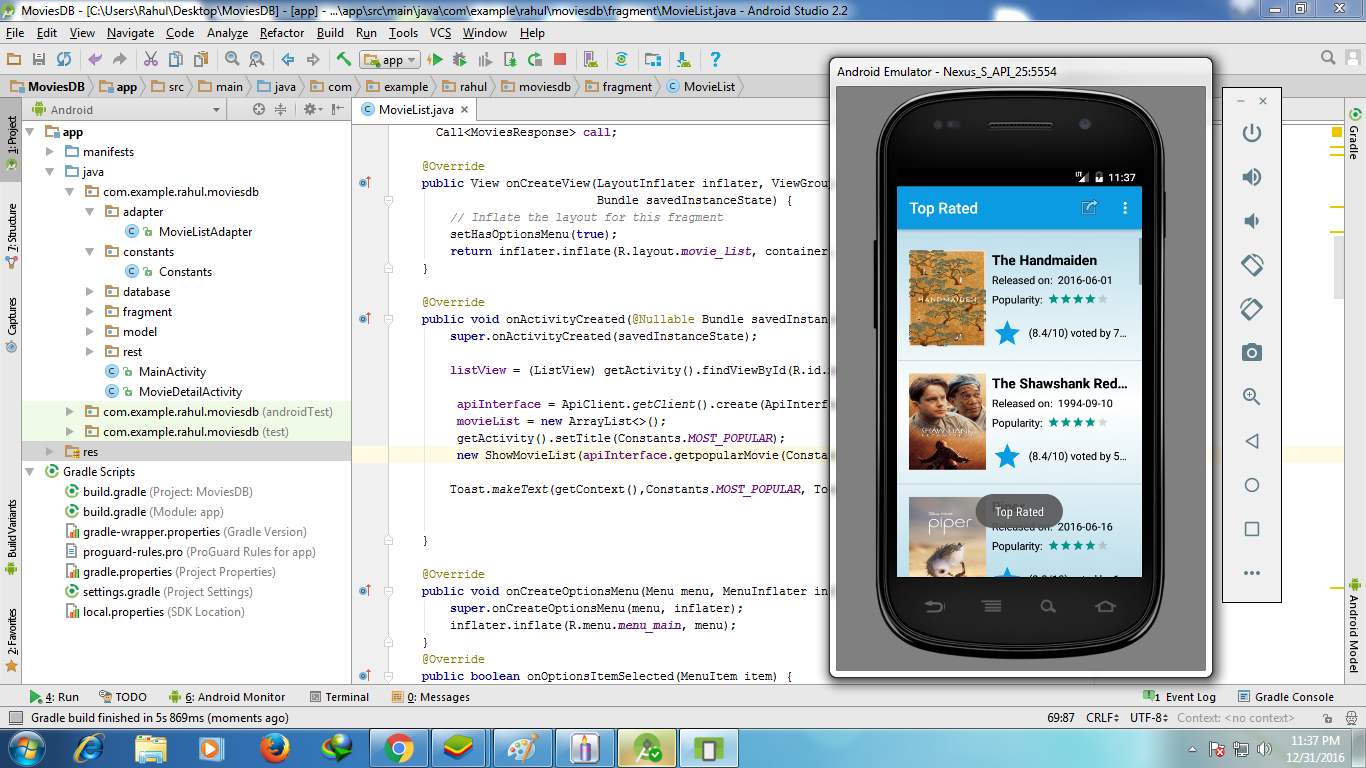 MoviesDB - [C:\Users\Rahul\Desktop\MoviesDB] - [app] - ...\app\src\main\java\com\example\rahul\moviesdb\fragment\MovieList.java - Android Studio 2.2
File Edit View Navigate Code Analyze Refactor Build Run Tools VCS Window Help
app
MoviesDB app src main java com example rahul moviesdb fragment MovieList
Android
MovieList.java
1: Project
7: Structure
Captures
Build Variants
2: Favorites
app
manifests
java
com.example.rahul.moviesdb
adapter
MovieListAdapter
constants
Constants
database
fragment
model
rest
MainActivity
MovieDetailActivity
com.example.rahul.moviesdb (androidTest)
com.example.rahul.moviesdb (test)
res
Gradle Scripts
build.gradle (Project: MoviesDB)
build.gradle (Module: app)
gradle-wrapper.properties (Gradle Version)
proguard-rules.pro (ProGuard Rules for app)
gradle.properties (Project Properties)
settings.gradle (Project Settings)
local.properties (SDK Location)
Call<MoviesResponse> call;
@Override
public View onCreateView(LayoutInflater inflater, ViewGroup
Bundle savedInstanceState) {
// Inflate the layout for this fragment
setHasOptionsMenu(true);
return inflater.inflate(R.layout.movie_list, container
}
@Override
public void onActivityCreated(@Nullable Bundle savedInstan
super.onActivityCreated(savedInstanceState);
listView = (ListView) getActivity().findViewById(R.id.
apiInterface = ApiClient.getClient().create(ApiInterf
movieList = new ArrayList<>();
getActivity().setTitle(Constants.MOST_POPULAR);
new ShowMovieList(apiInterface.getpopularMovie(Consta
Toast.makeText(getContext(),Constants.MOST_POPULAR, To
}
@Override
public void onCreateOptionsMenu(Menu menu, MenuInflater in
super.onCreateOptionsMenu(menu, inflater);
inflater.inflate(R.menu.menu_main, menu);
}
@Override
public boolean onOptionsItemSelected(MenuItem item) {
Android Emulator - Nexus_S_API_25:5554
LTE 11:37
Top Rated
HANDMAIDEN
The Handmaiden
Released on: 2016-06-01
Popularity:
(8.4/10) voted by 7...
SHAWSHANK
The Shawshank Red...
Released on: 1994-09-10
Popularity:
(8.4/10) voted by 5...
piper
Piper
Top Rated
Released on: 2016-06-16
Popularity:
Gradle
Android Model
4: Run TODO 6: Android Monitor Terminal 0: Messages 1 Event Log Gradle Console
Gradle build finished in 5s 869ms (moments ago) 69:87 CRLF UTF-8 Context: <no context>
11:37 PM
12/31/2016